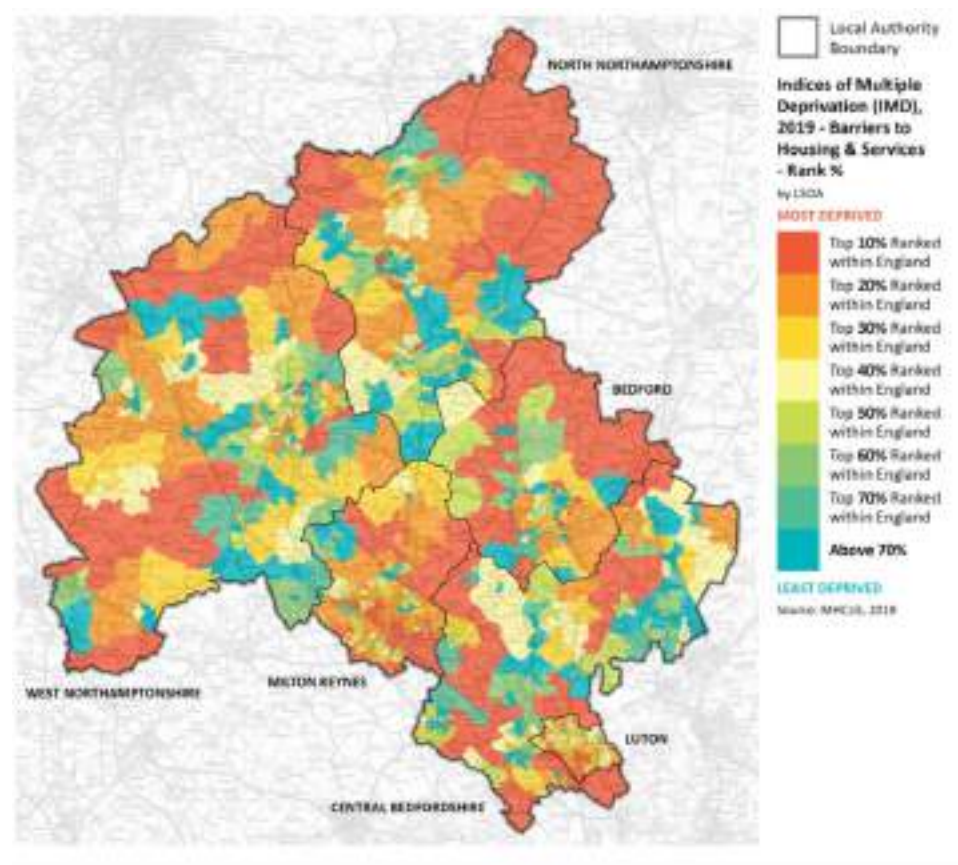 NORTH NORTHAMPTONSHIRE
BEDFORD
WEST NORTHAMPTONSHIRE
MILTON KEYNES
LUTON
CENTRAL BEDFORDSHIRE
Local Authority
Boundary
Indices of Multiple
Deprivation (IMD),
2019 - Barriers to
Housing & Services
- Rank %
by LSOA
MOST DEPRIVED
Top 10% Ranked
within England
Top 20% Ranked
within England
Top 30% Ranked
within England
Top 40% Ranked
within England
Top 50% Ranked
within England
Top 60% Ranked
within England
Top 70% Ranked
within England
Above 70%
LEAST DEPRIVED
Source: MHCLG, 2019